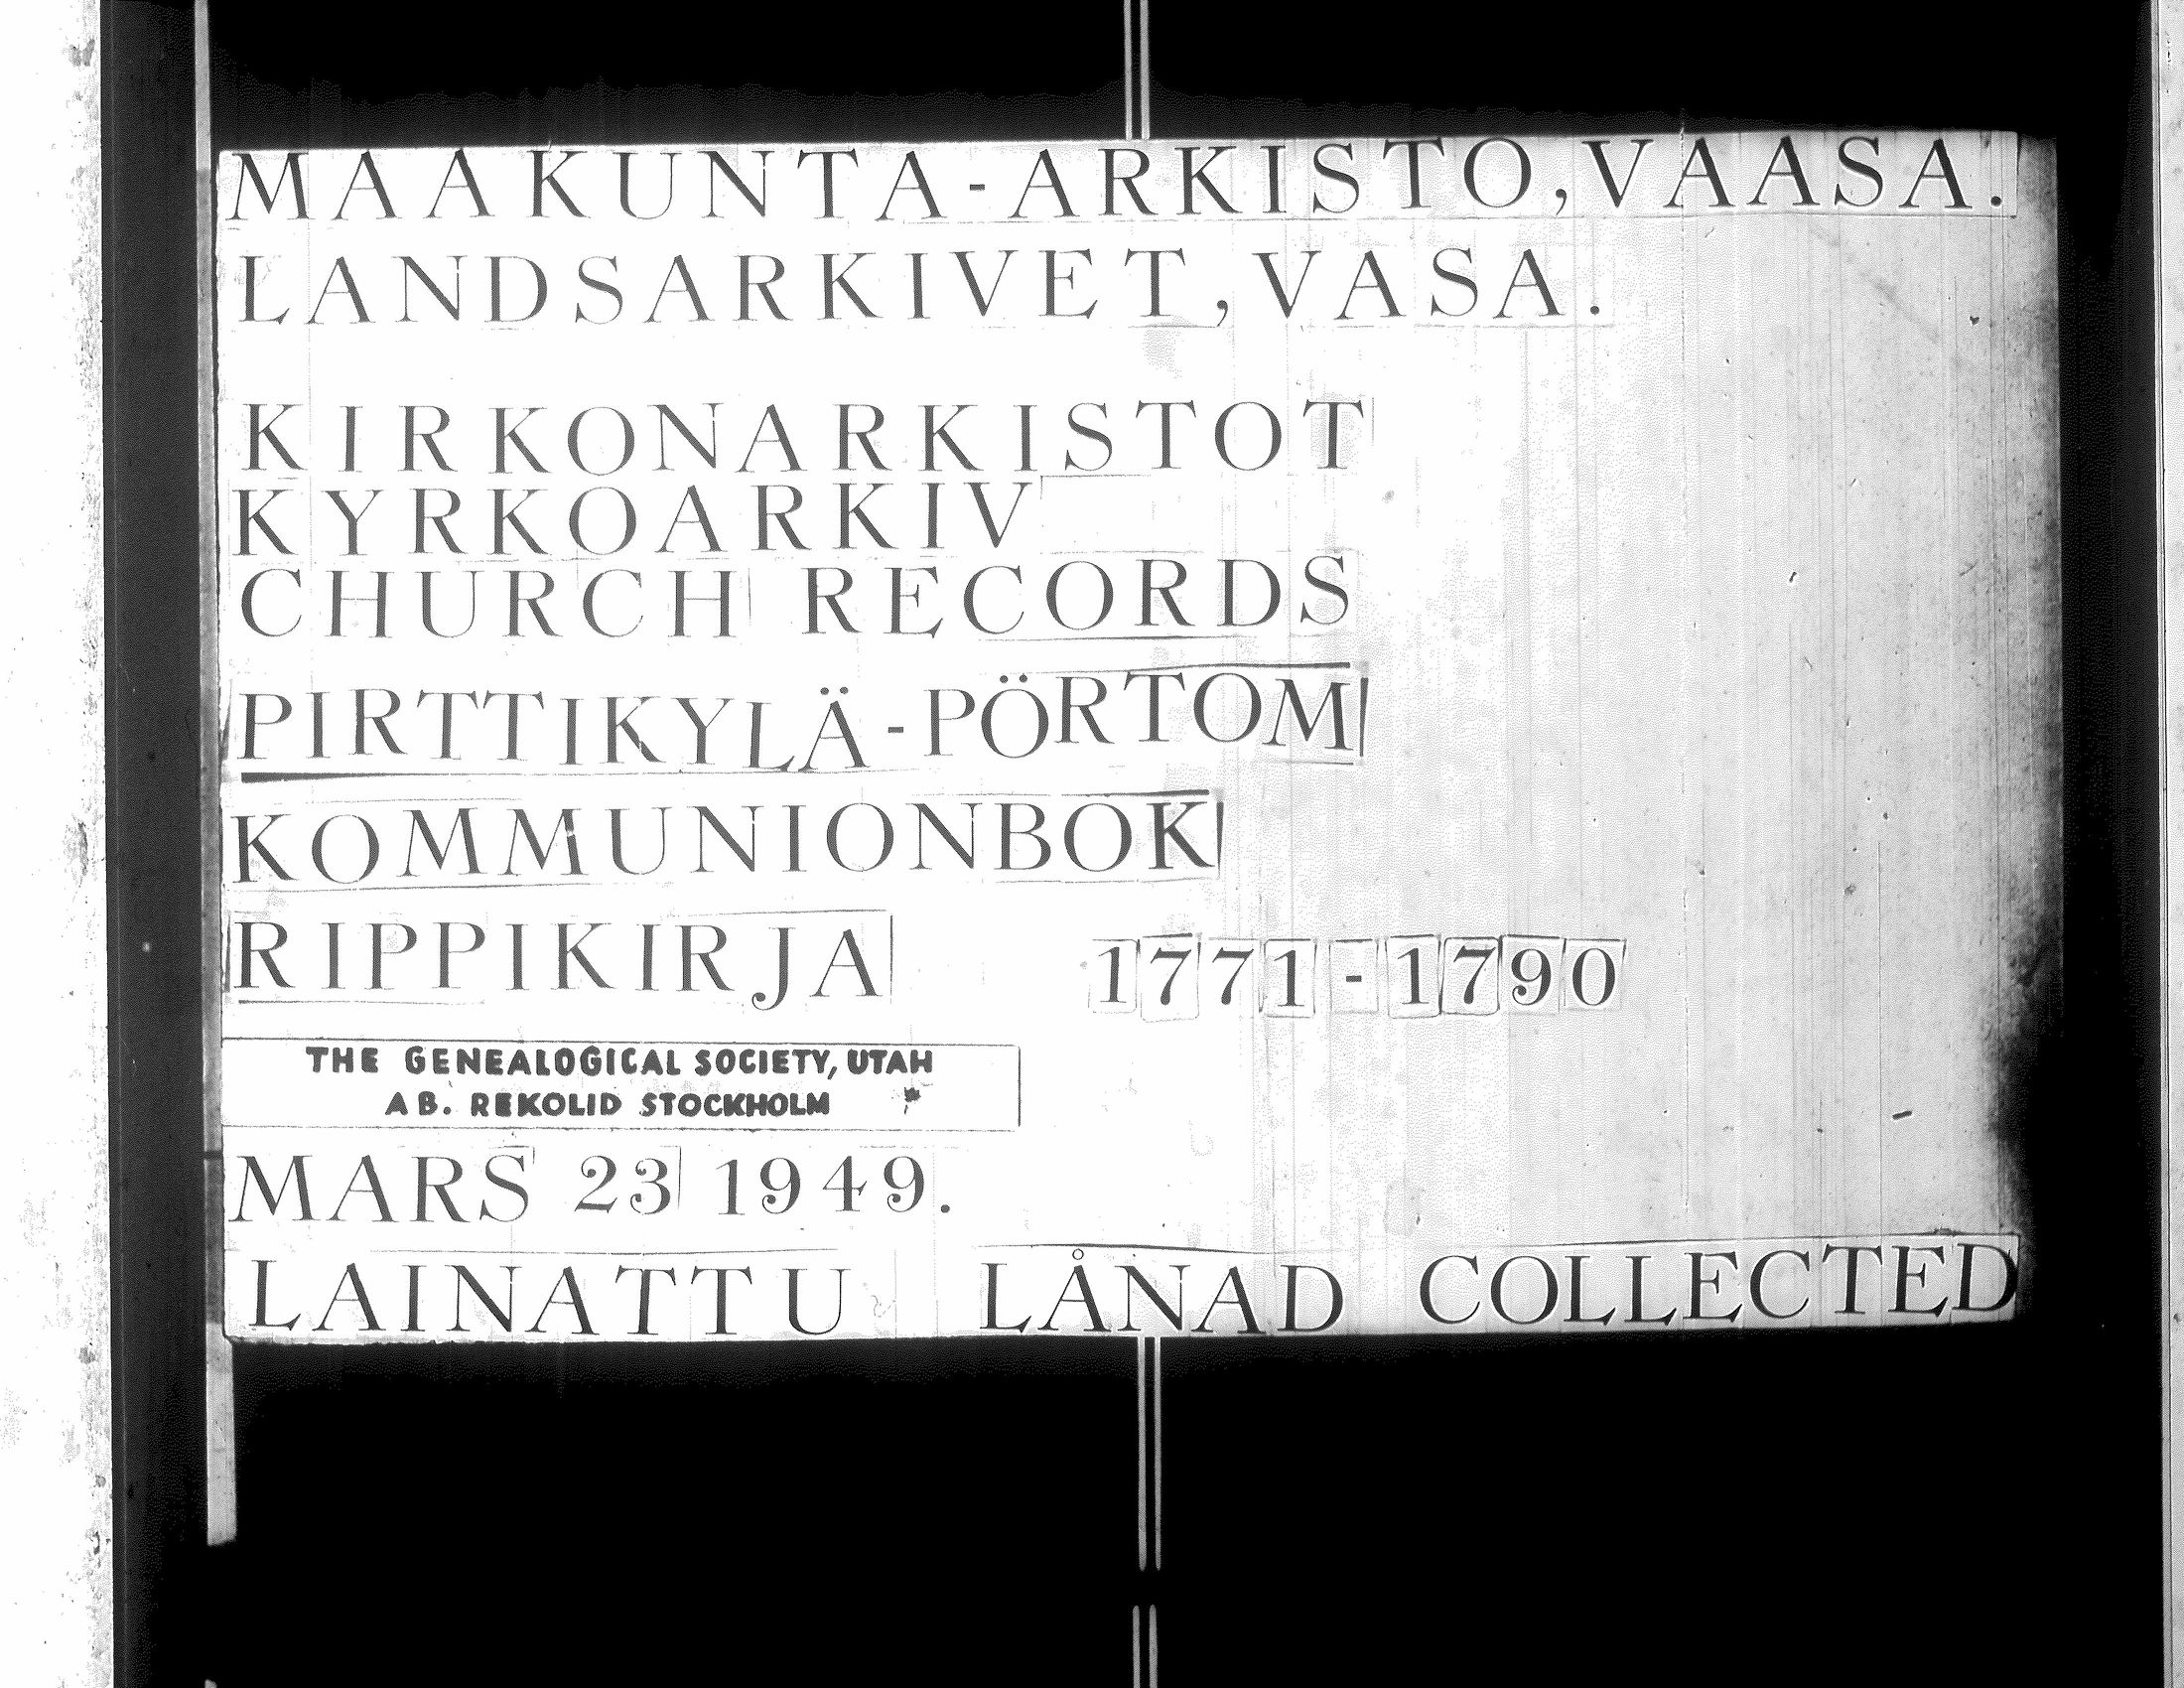 MAAKUNTA-ARKISTO, VAASA.
LANDSARKIVET, VASA.
KIRKONARKISTOT
KYRKOARKIV
CHURCH RECORDS
PIRTTIKYLÄ-PÖRTOM
KOMMUNIONBOK
RIPPIKIRJA 1771-1790
THE GENEALOGICAL SOCIETY, UTAH
AB. REKOLID STOCKHOLM
MARS 23 1949.
LAINATTU LÅNAD COLLECTED